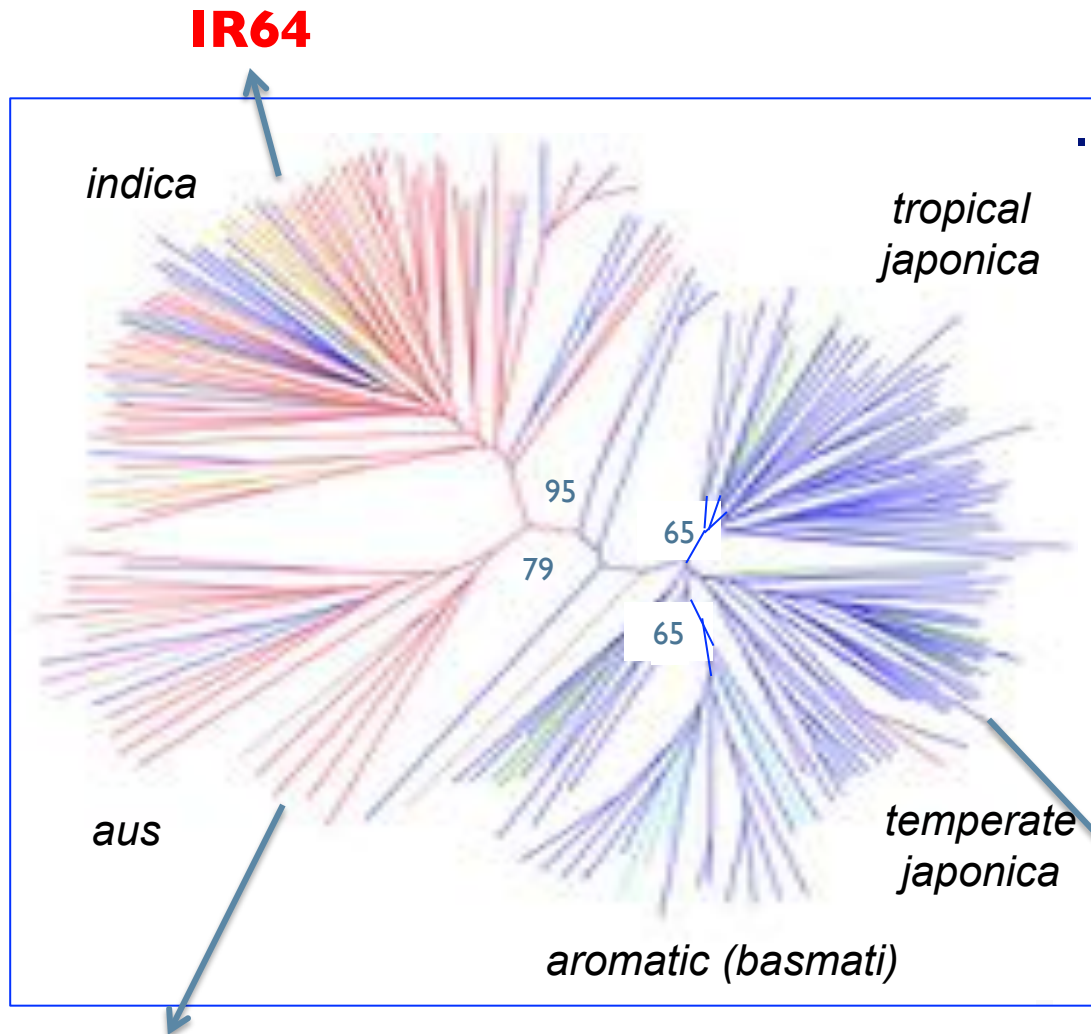 IR64
indica
tropical
japonica
95
65
79
65
aus
temperate
japonica
aromatic (basmati)